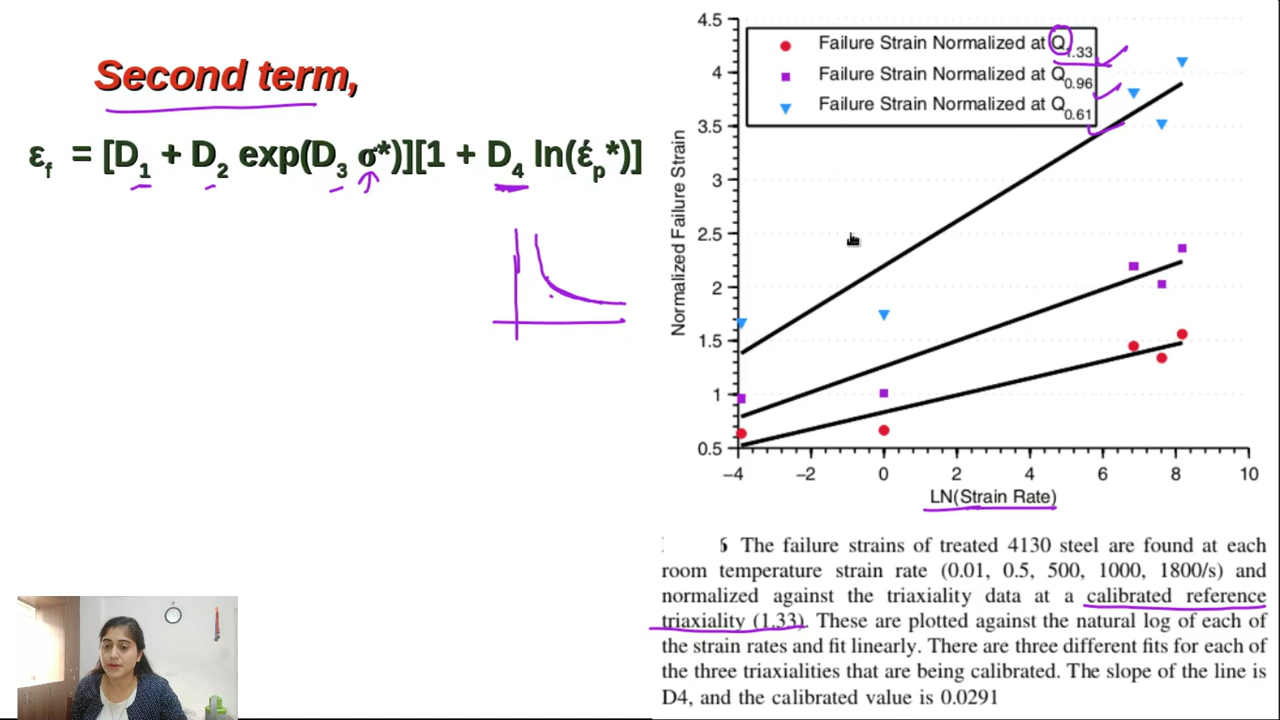 Second term,
εf = [D1 + D2 exp(D3 σ*)][1 + D4 ln(έp*)]
4.5
4
3.5
3
2.5
2
1.5
1
0.5
Normalized Failure Strain
Failure Strain Normalized at Q1.33
Failure Strain Normalized at Q0.96
Failure Strain Normalized at Q0.61
−4 −2 0 2 4 6 8 10
LN(Strain Rate)
6 The failure strains of treated 4130 steel are found at each
room temperature strain rate (0.01, 0.5, 500, 1000, 1800/s) and
normalized against the triaxiality data at a calibrated reference
triaxiality (1.33). These are plotted against the natural log of each of
the strain rates and fit linearly. There are three different fits for each of
the three triaxialities that are being calibrated. The slope of the line is
D4, and the calibrated value is 0.0291